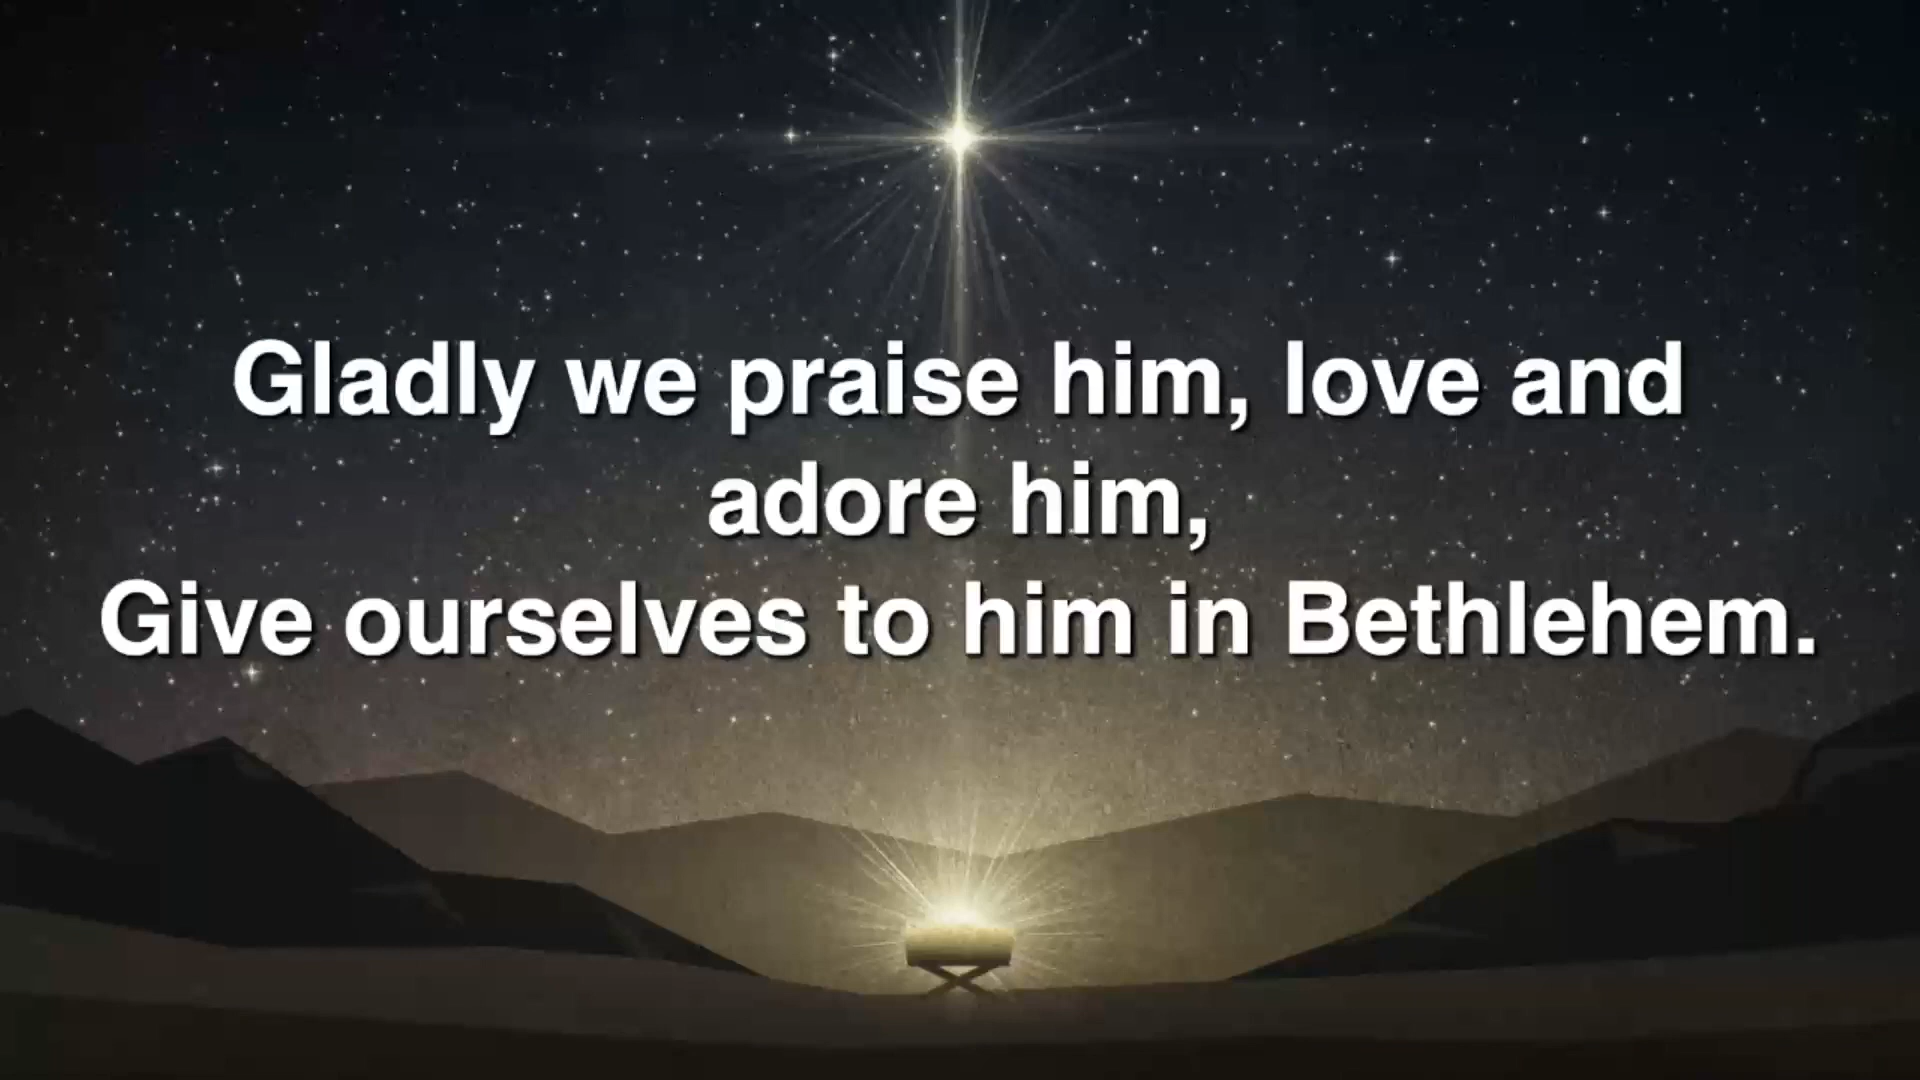 Gladly we praise him, love and
adore him,
Give ourselves to him in Bethlehem.